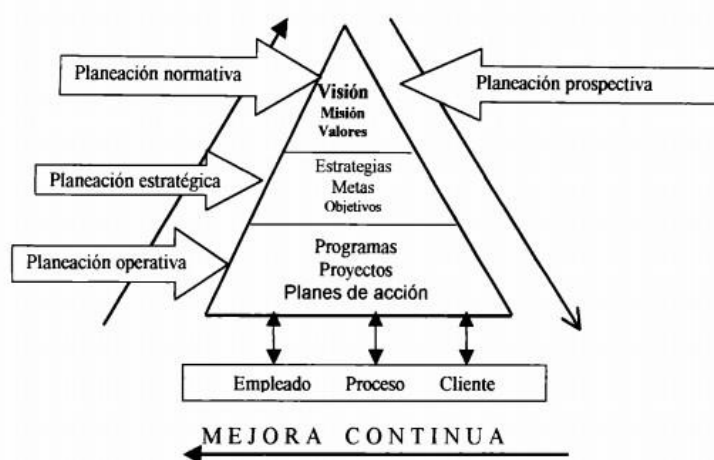 Planeación normativa
Planeación prospectiva
Visión
Misión
Valores
Planeación estratégica
Estrategias
Metas
Objetivos
Planeación operativa
Programas
Proyectos
Planes de acción
Empleado Proceso Cliente
MEJORA CONTINUA